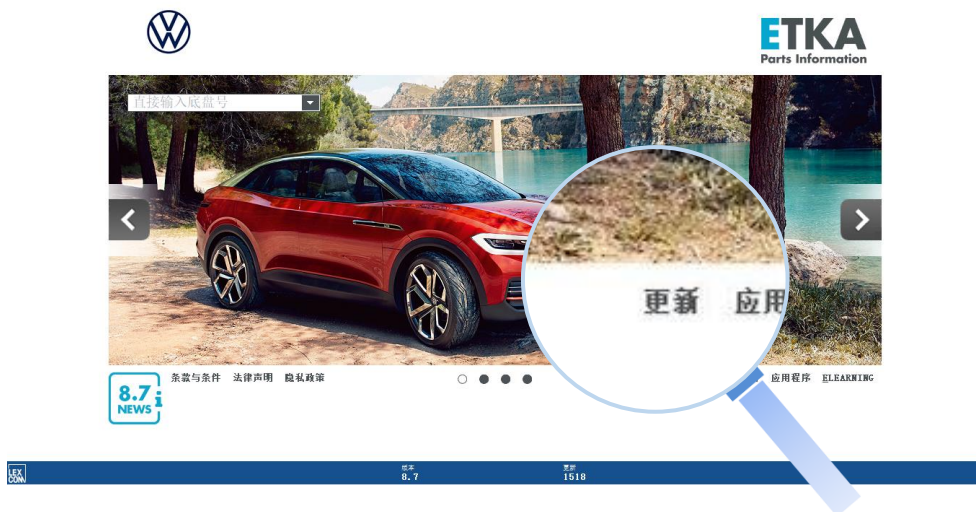 ETKA
Parts Information
直接输入底盘号
更新 应用
条款与条件 法律声明 隐私政策
应用程序 ELEARNING
8.7 i
NEWS
LEX
COM
版本
8.7
更新
1518